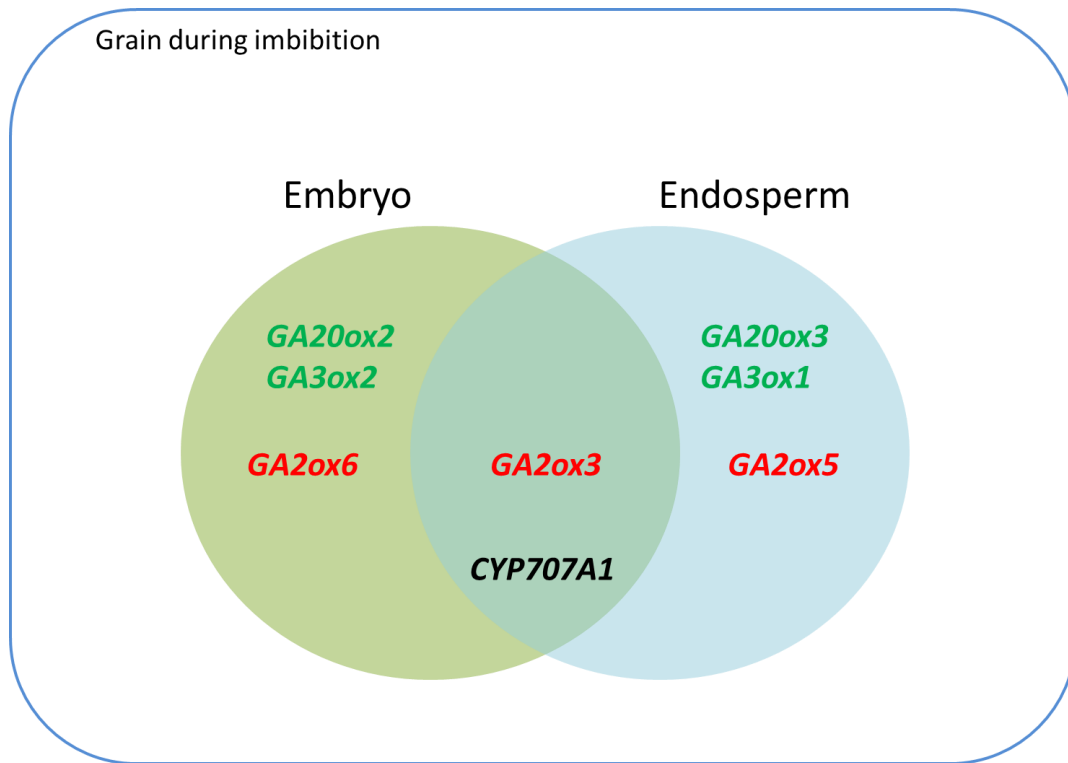 Grain during imbibition
Embryo
Endosperm
GA20ox2
GA3ox2
GA20ox3
GA3ox1
GA2ox6
GA2ox3
GA2ox5
CYP707A1